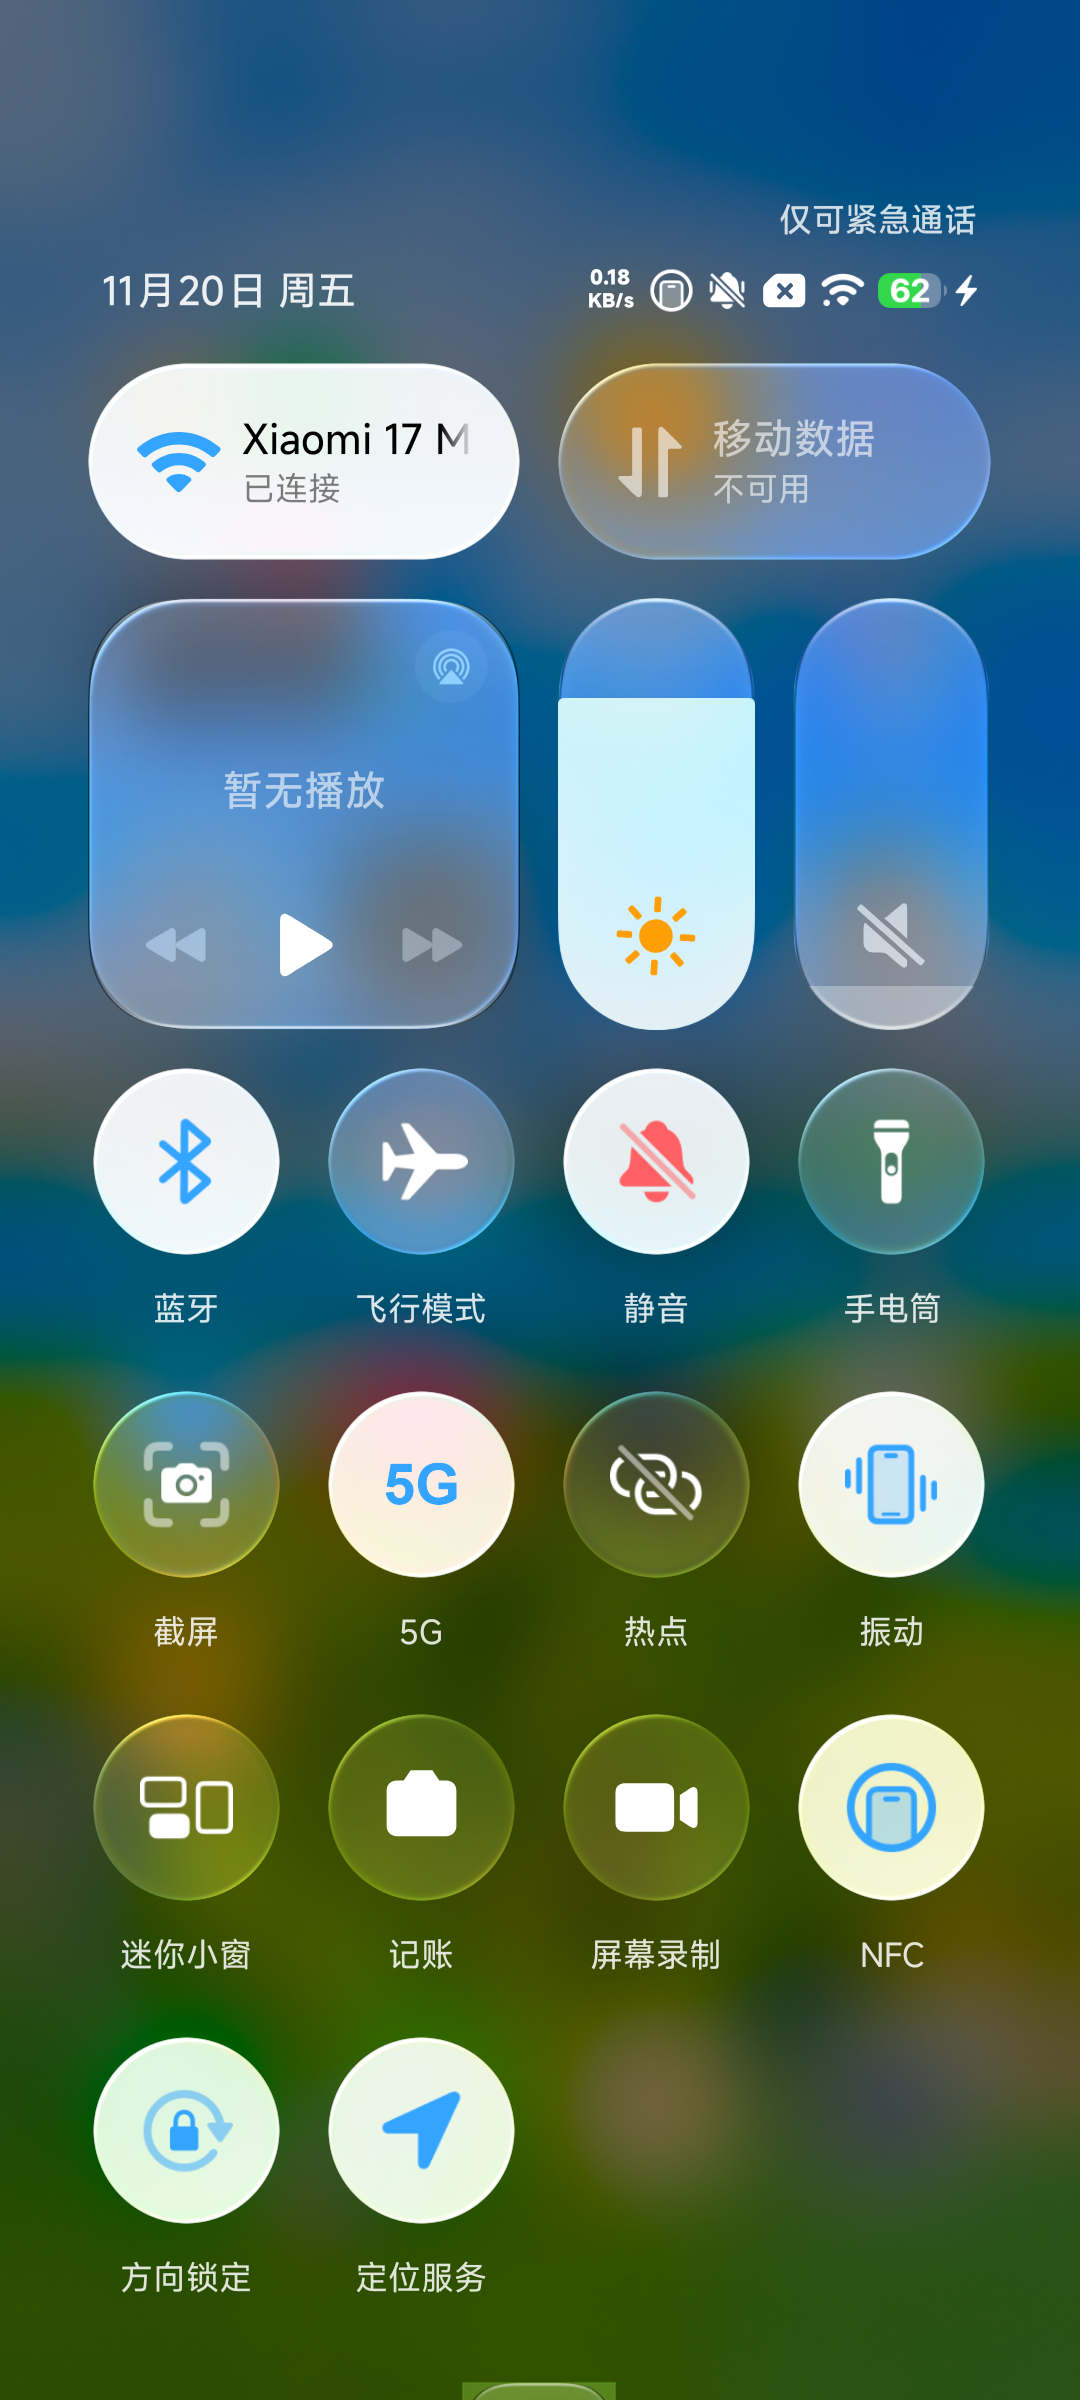 仅可紧急通话
11月20日 周五
0.18
KB/s
62
Xiaomi 17 M
已连接
移动数据
不可用
暂无播放
蓝牙
飞行模式
静音
手电筒
5G
截屏
5G
热点
振动
迷你小窗
记账
屏幕录制
NFC
方向锁定
定位服务